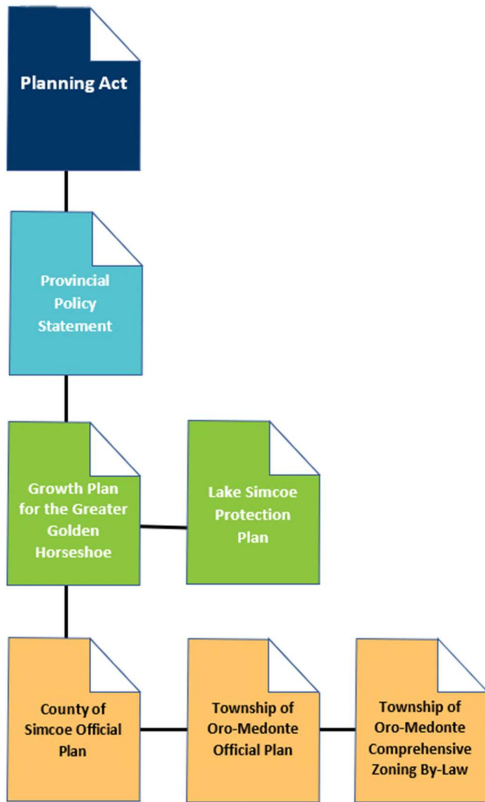 Planning Act
Provincial
Policy
Statement
Growth Plan
for the Greater
Golden
Horseshoe
Lake Simcoe
Protection
Plan
County of
Simcoe Official
Plan
Township of
Oro-Medonte
Official Plan
Township of
Oro-Medonte
Comprehensive
Zoning By-Law